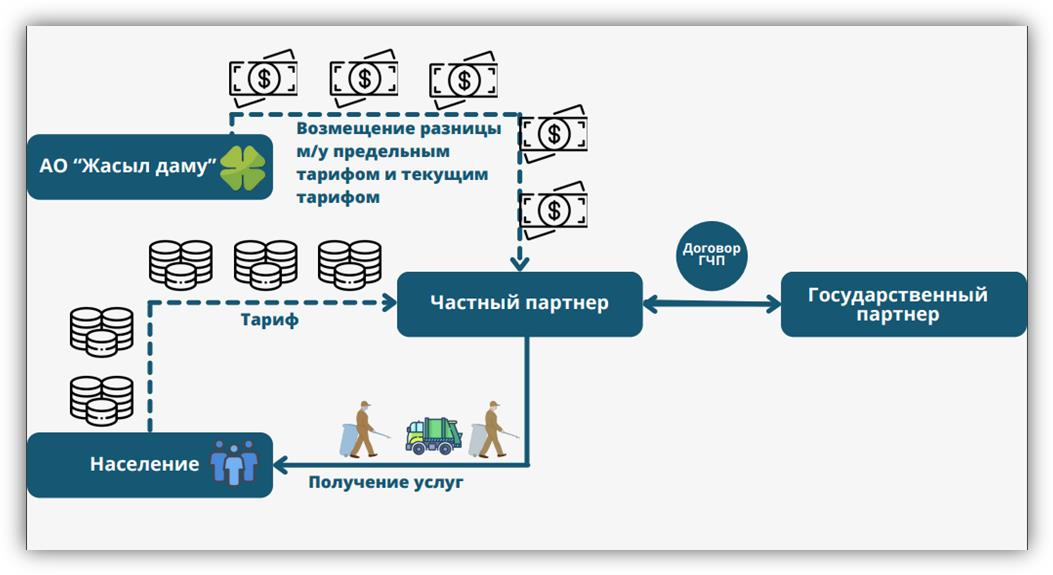 Возмещение разницы
м/у предельным
тарифом и текущим
тарифом
АО “Жасыл даму”
Договор
ГЧП
Частный партнер
Государственный
партнер
Тариф
Население
Получение услуг